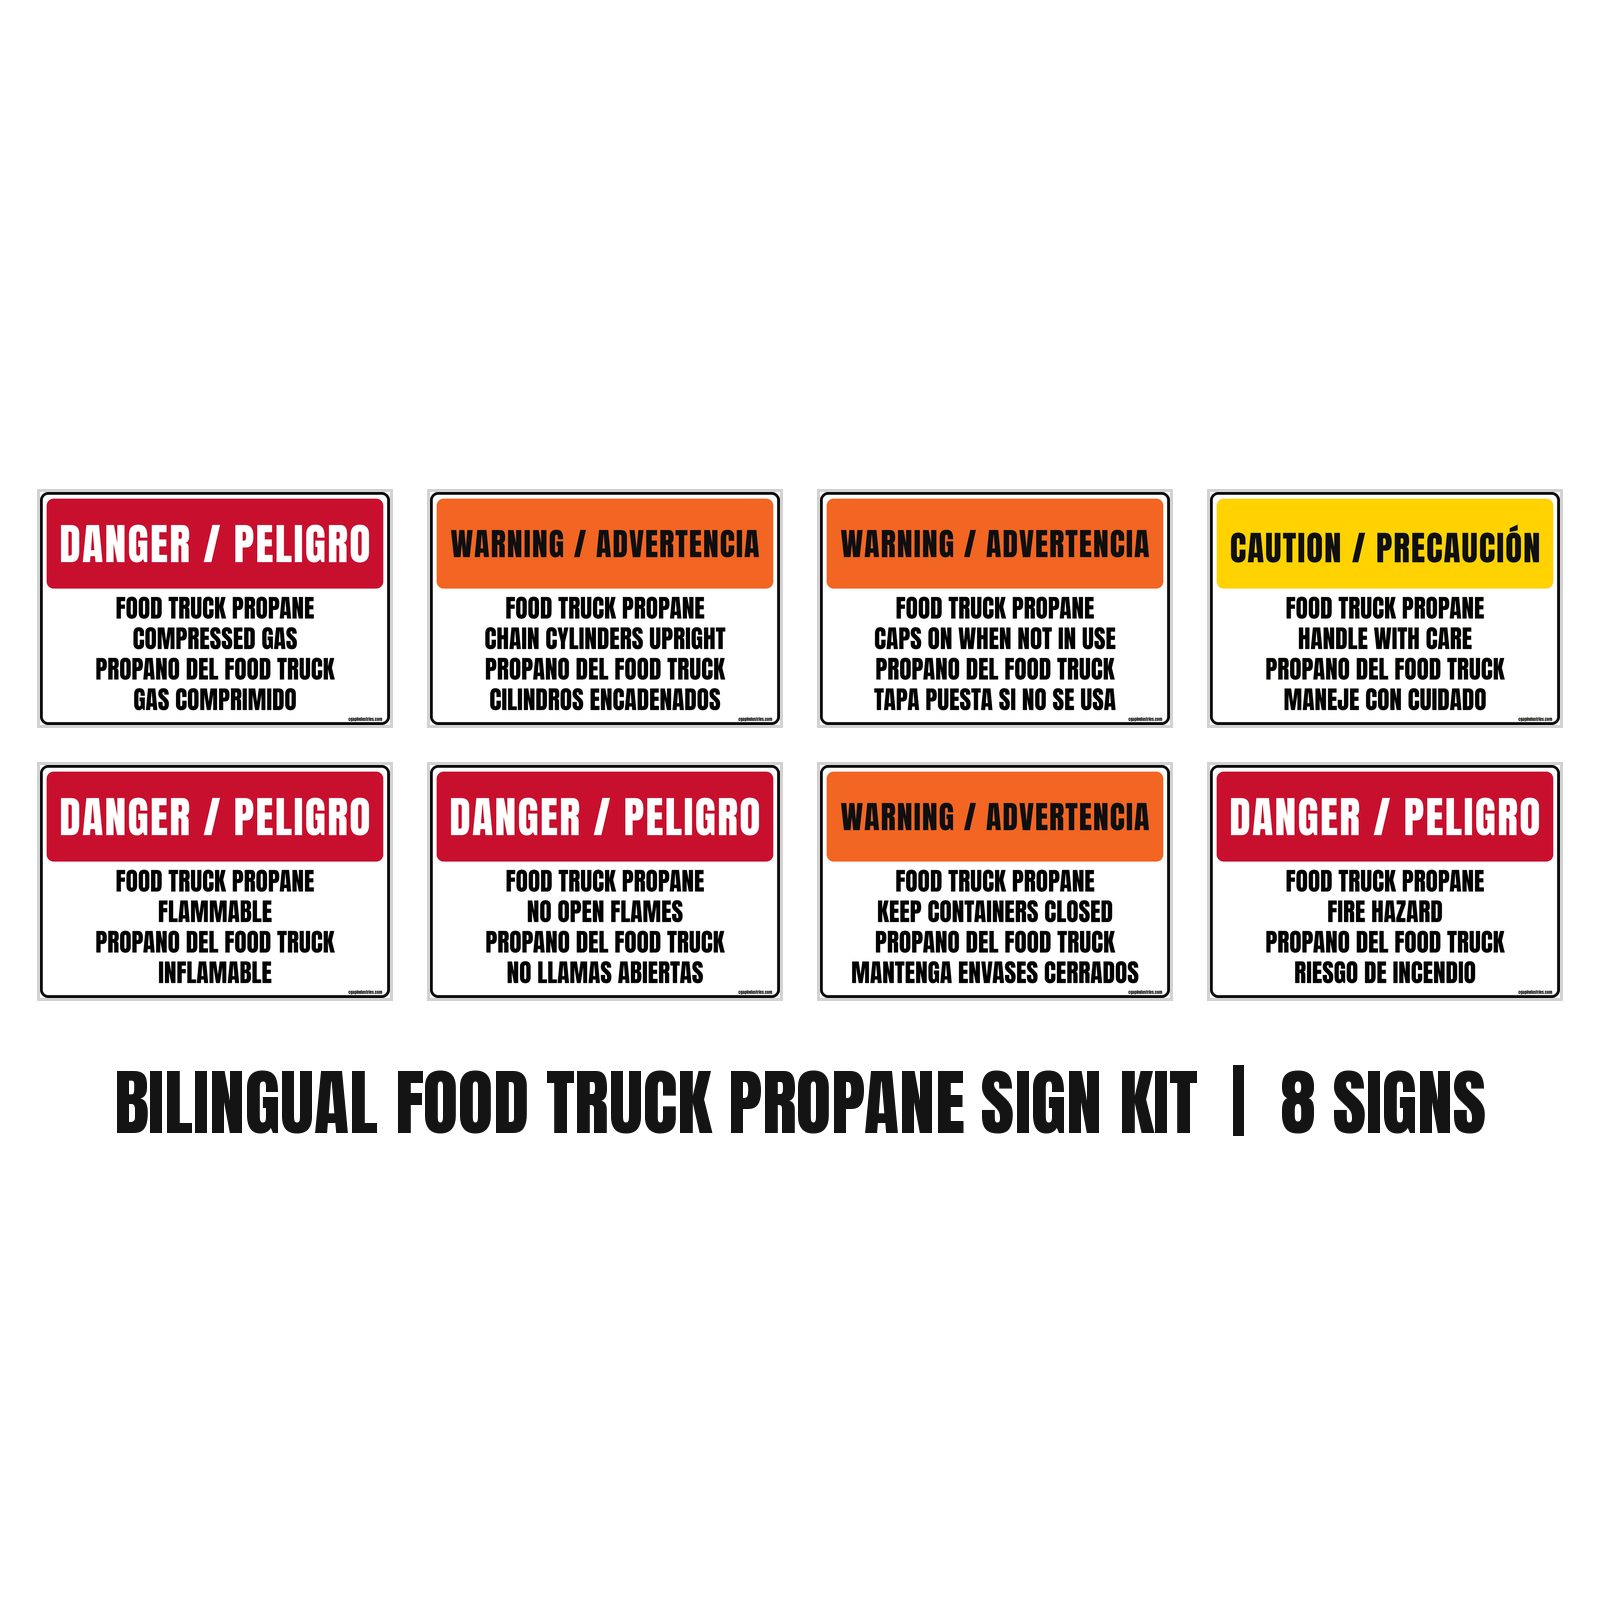 DANGER / PELIGRO
FOOD TRUCK PROPANE
COMPRESSED GAS
PROPANO DEL FOOD TRUCK
GAS COMPRIMIDO
cgaphindustries.com
WARNING / ADVERTENCIA
FOOD TRUCK PROPANE
CHAIN CYLINDERS UPRIGHT
PROPANO DEL FOOD TRUCK
CILINDROS ENCADENADOS
WARNING / ADVERTENCIA
FOOD TRUCK PROPANE
CAPS ON WHEN NOT IN USE
PROPANO DEL FOOD TRUCK
TAPA PUESTA SI NO SE USA
CAUTION / PRECAUCIÓN
FOOD TRUCK PROPANE
HANDLE WITH CARE
PROPANO DEL FOOD TRUCK
MANEJE CON CUIDADO
DANGER / PELIGRO
FOOD TRUCK PROPANE
FLAMMABLE
PROPANO DEL FOOD TRUCK
INFLAMABLE
DANGER / PELIGRO
FOOD TRUCK PROPANE
NO OPEN FLAMES
PROPANO DEL FOOD TRUCK
NO LLAMAS ABIERTAS
WARNING / ADVERTENCIA
FOOD TRUCK PROPANE
KEEP CONTAINERS CLOSED
PROPANO DEL FOOD TRUCK
MANTENGA ENVASES CERRADOS
DANGER / PELIGRO
FOOD TRUCK PROPANE
FIRE HAZARD
PROPANO DEL FOOD TRUCK
RIESGO DE INCENDIO
BILINGUAL FOOD TRUCK PROPANE SIGN KIT | 8 SIGNS